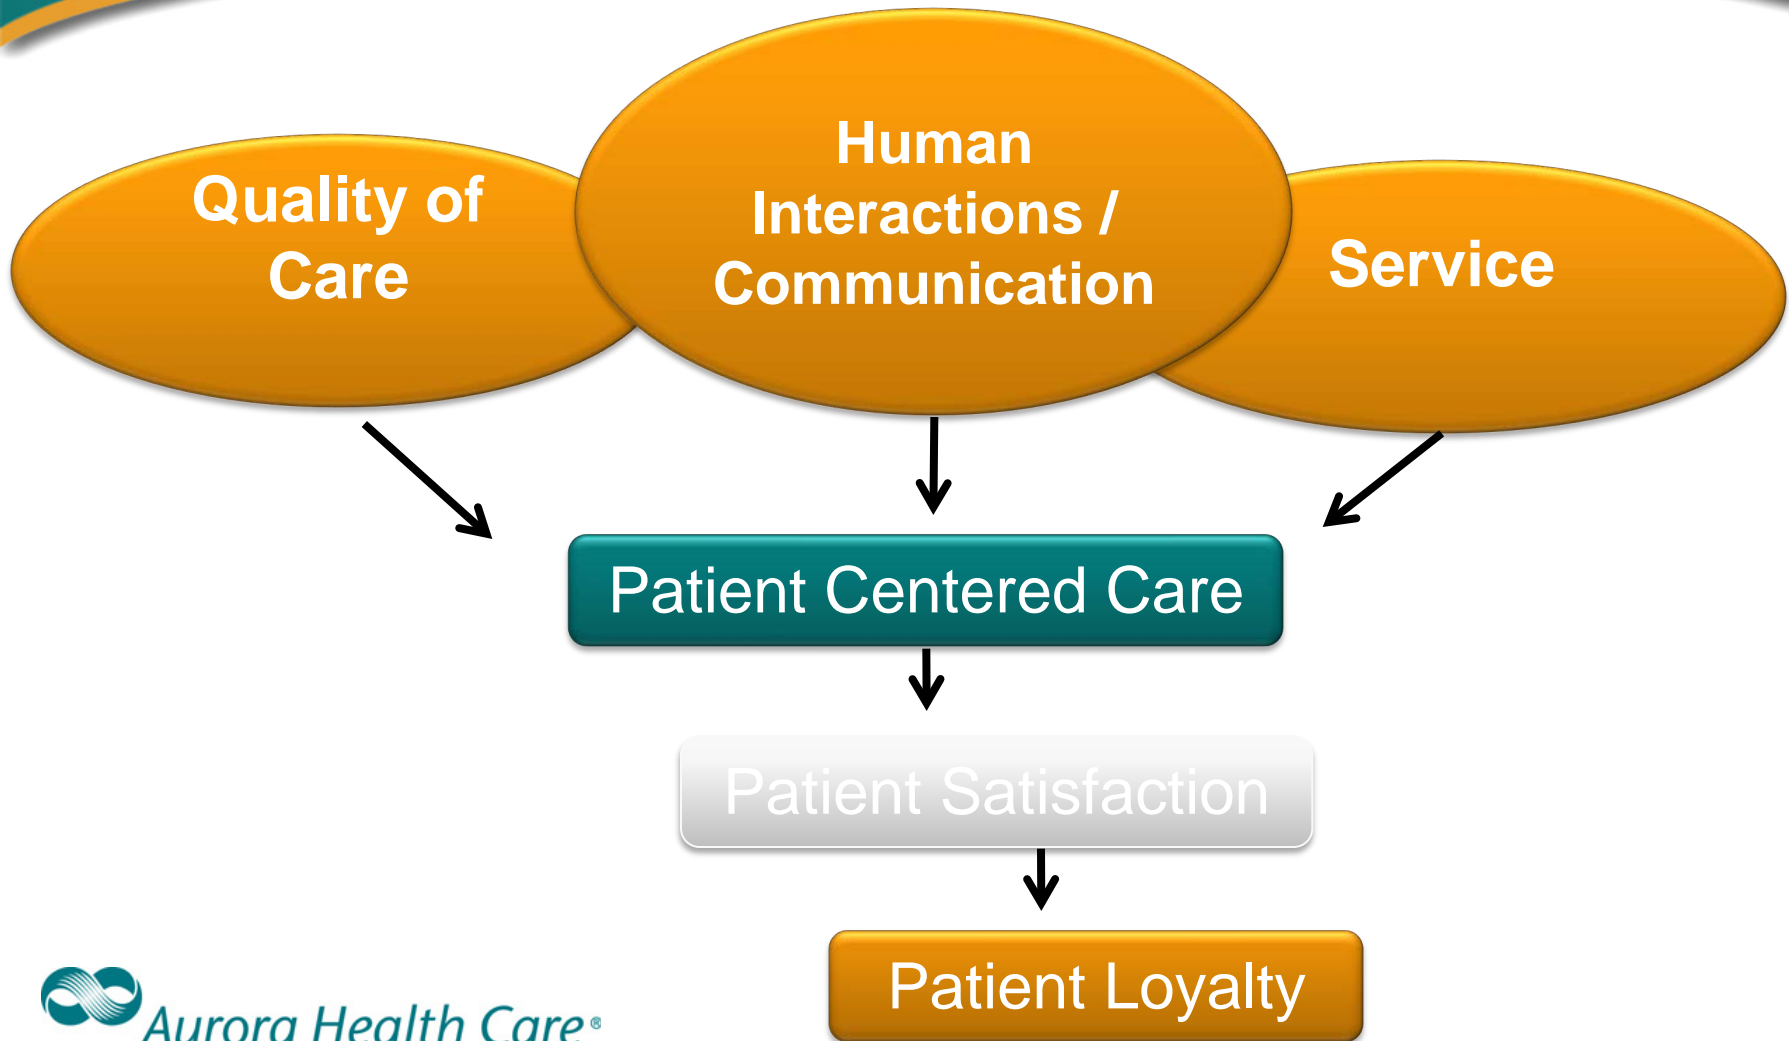 Quality of
Care
Human
Interactions /
Communication
Service
Patient Centered Care
Patient Satisfaction
Patient Loyalty
Aurora Health Care®